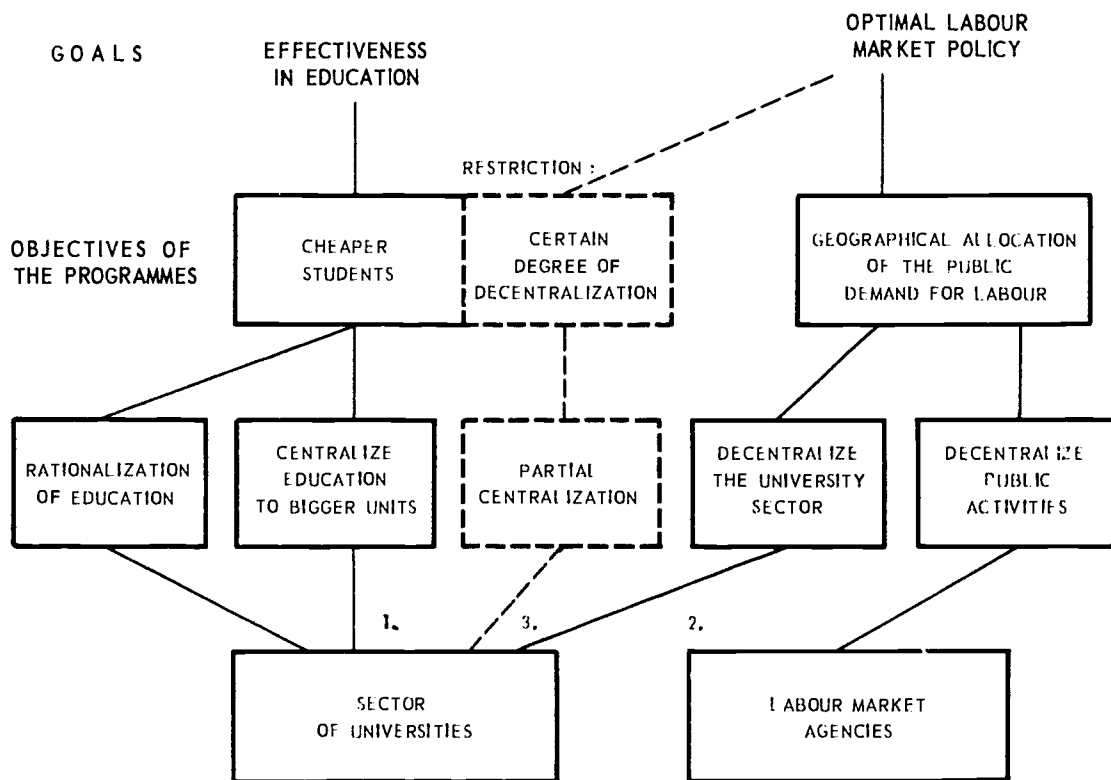 GOALS
EFFECTIVENESS
IN EDUCATION
OPTIMAL LABOUR
MARKET POLICY
RESTRICTION :
OBJECTIVES OF
THE PROGRAMMES
CHEAPER
STUDENTS
CERTAIN
DEGREE OF
DECENTRALIZATION
GEOGRAPHICAL ALLOCATION
OF THE PUBLIC
DEMAND FOR LABOUR
RATIONALIZATION
OF EDUCATION
CENTRALIZE
EDUCATION
TO BIGGER UNITS
PARTIAL
CENTRALIZATION
DECENTRALIZE
THE UNIVERSITY
SECTOR
DECENTRALIZE
PUBLIC
ACTIVITIES
1.
3.
2.
SECTOR
OF UNIVERSITIES
LABOUR MARKET
AGENCIES